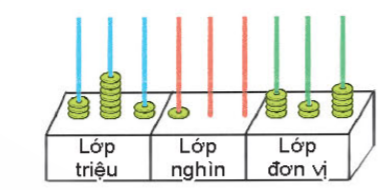 Lớp
triệu
Lớp
nghìn
Lớp
đơn vị